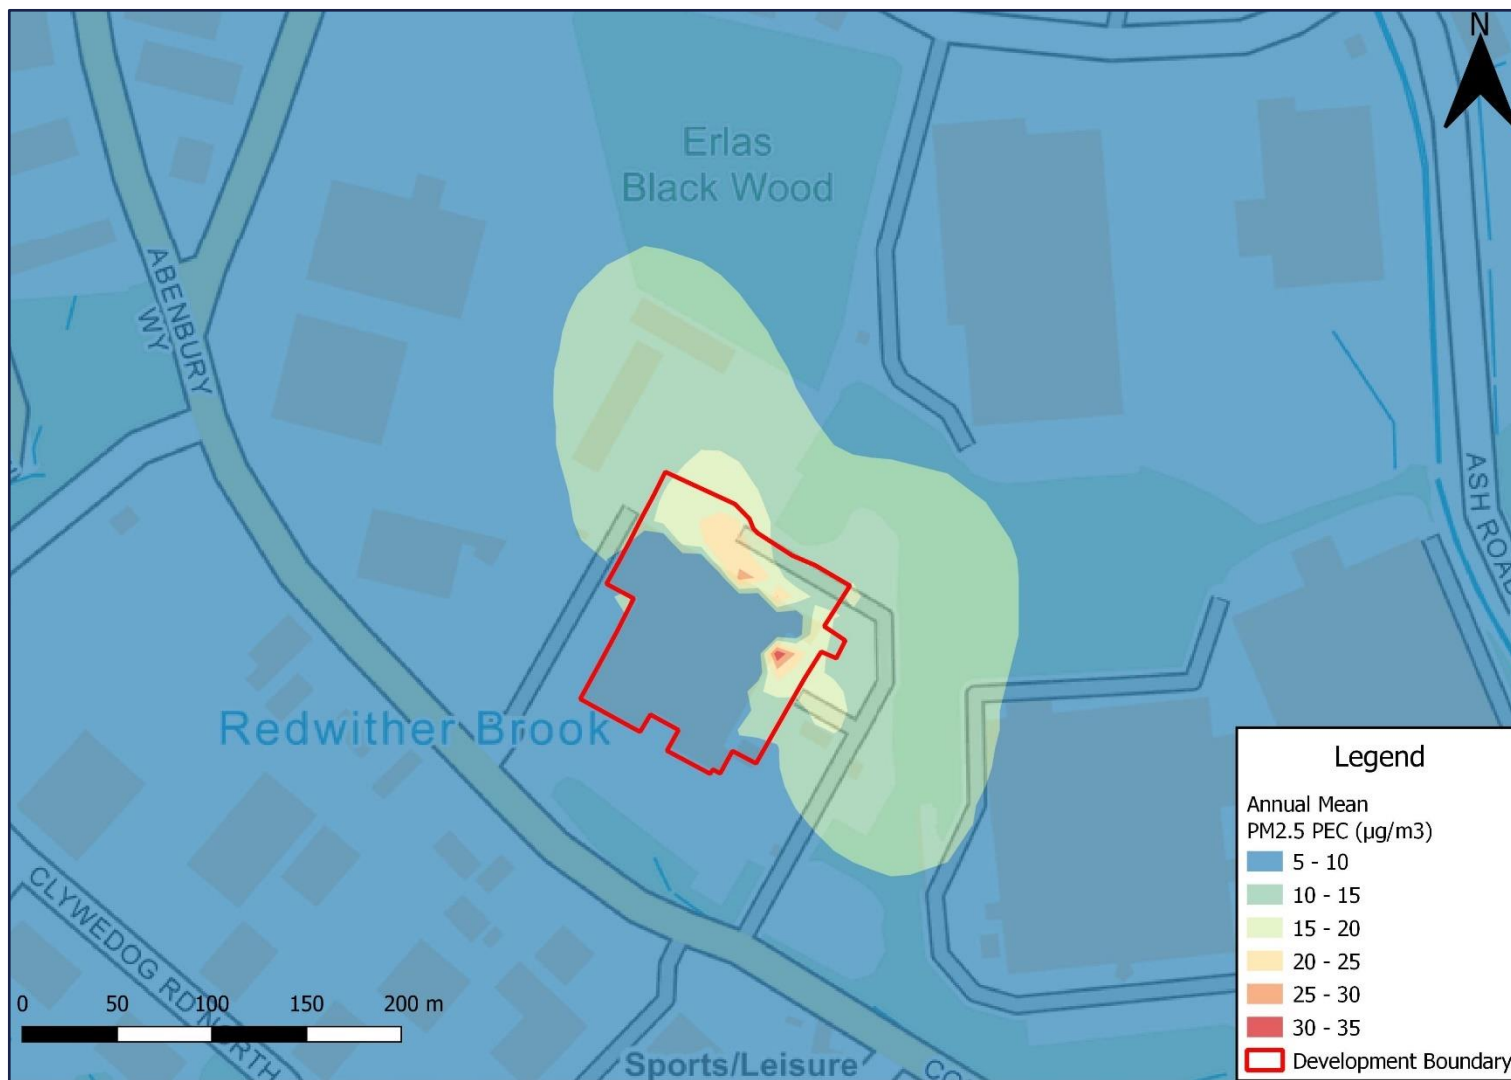 N
Erlas
Black Wood
ABENBURY
WY
ASH ROAD
Redwither Brook
CLYWEDOG RD NORTH
0 50 100 150 200 m
Sports/Leisure
CO
Legend
Annual Mean
PM2.5 PEC (µg/m3)
5 - 10
10 - 15
15 - 20
20 - 25
25 - 30
30 - 35
Development Boundary